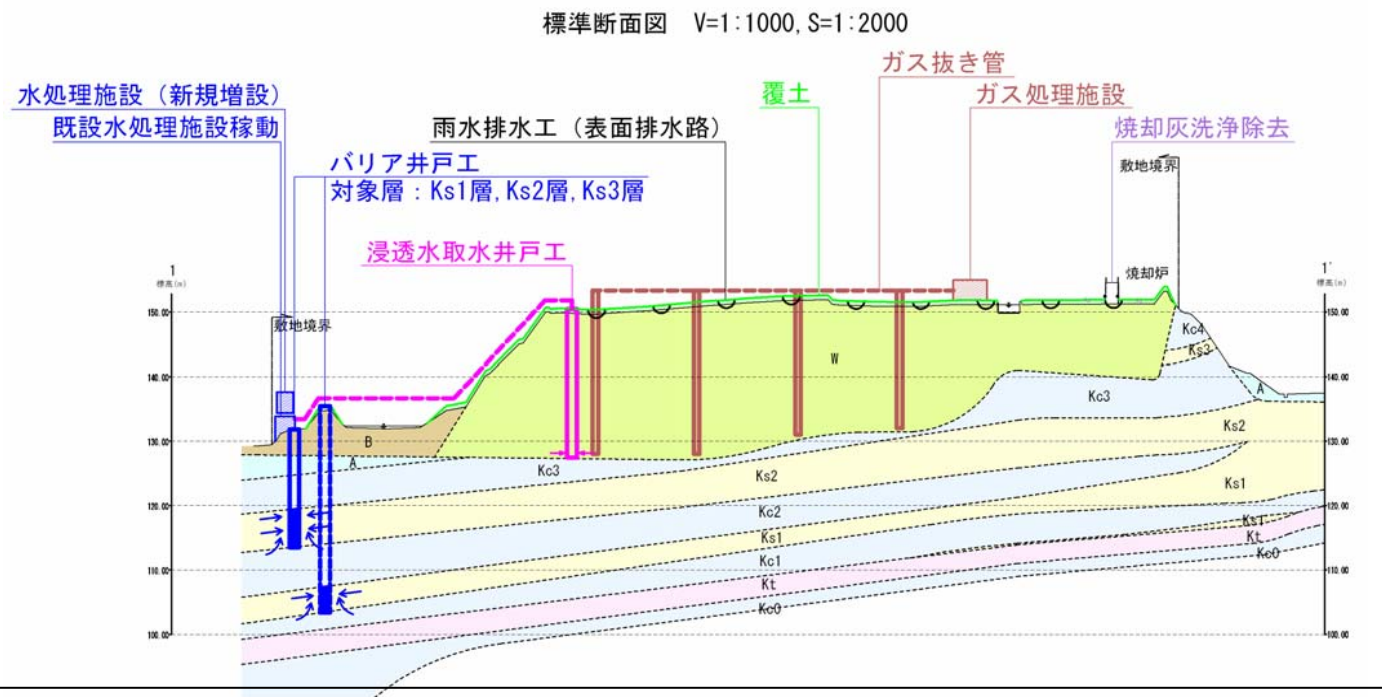 標準断面図 V=1:1000, S=1:2000
ガス抜き管
水処理施設（新規増設）
覆土
ガス処理施設
既設水処理施設稼動
雨水排水工（表面排水路）
焼却灰洗浄除去
バリア井戸工
対象層：Ks1層, Ks2層, Ks3層
敷地境界
浸透水取水井戸工
1
標高(m)
焼却炉
1'
標高(m)
150.00
敷地境界
150.00
Kc4
Ks3
W
140.00
140.00
A
Kc3
Ks2
130.00
B
130.00
A
Kc3
Ks2
Ks1
120.00
Kc2
120.00
Ks1
Ks1
Kt
Kc1
Kc0
110.00
Kt
110.00
Kc0
100.00
100.00